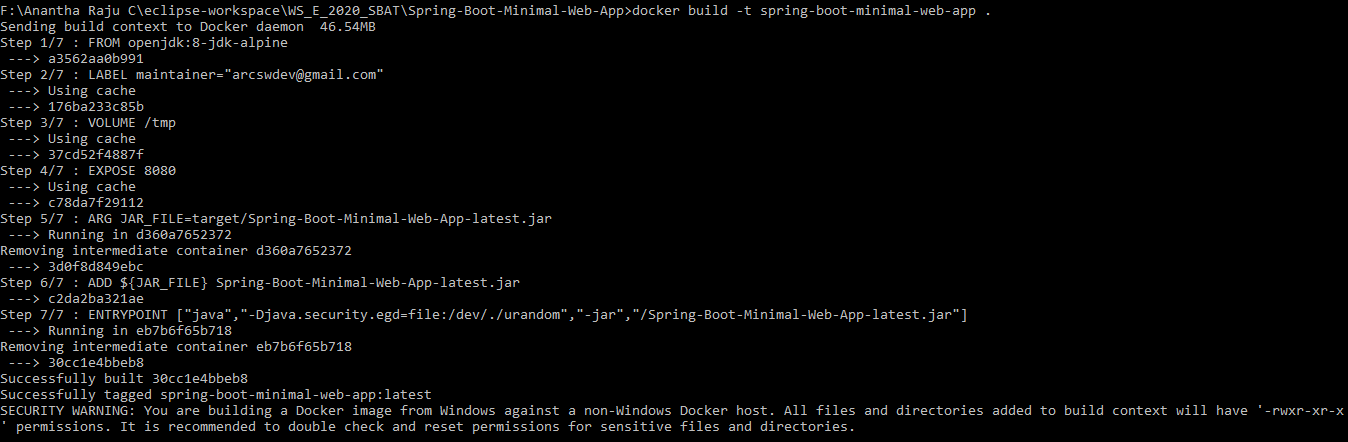 F:\Anantha Raju C\eclipse-workspace\WS_E_2020_SBAT\Spring-Boot-Minimal-Web-App>docker build -t spring-boot-minimal-web-app .
Sending build context to Docker daemon  46.54MB
Step 1/7 : FROM openjdk:8-jdk-alpine
 ---> a3562aa0b991
Step 2/7 : LABEL maintainer="arcswdev@gmail.com"
 ---> Using cache
 ---> 176ba233c85b
Step 3/7 : VOLUME /tmp
 ---> Using cache
 ---> 37cd52f4887f
Step 4/7 : EXPOSE 8080
 ---> Using cache
 ---> c78da7f29112
Step 5/7 : ARG JAR_FILE=target/Spring-Boot-Minimal-Web-App-latest.jar
 ---> Running in d360a7652372
Removing intermediate container d360a7652372
 ---> 3d0f8d849ebc
Step 6/7 : ADD ${JAR_FILE} Spring-Boot-Minimal-Web-App-latest.jar
 ---> c2da2ba321ae
Step 7/7 : ENTRYPOINT ["java","-Djava.security.egd=file:/dev/./urandom","-jar","/Spring-Boot-Minimal-Web-App-latest.jar"]
 ---> Running in eb7b6f65b718
Removing intermediate container eb7b6f65b718
 ---> 30cc1e4bbeb8
Successfully built 30cc1e4bbeb8
Successfully tagged spring-boot-minimal-web-app:latest
SECURITY WARNING: You are building a Docker image from Windows against a non-Windows Docker host. All files and directories added to build context will have '-rwxr-xr-x
' permissions. It is recommended to double check and reset permissions for sensitive files and directories.